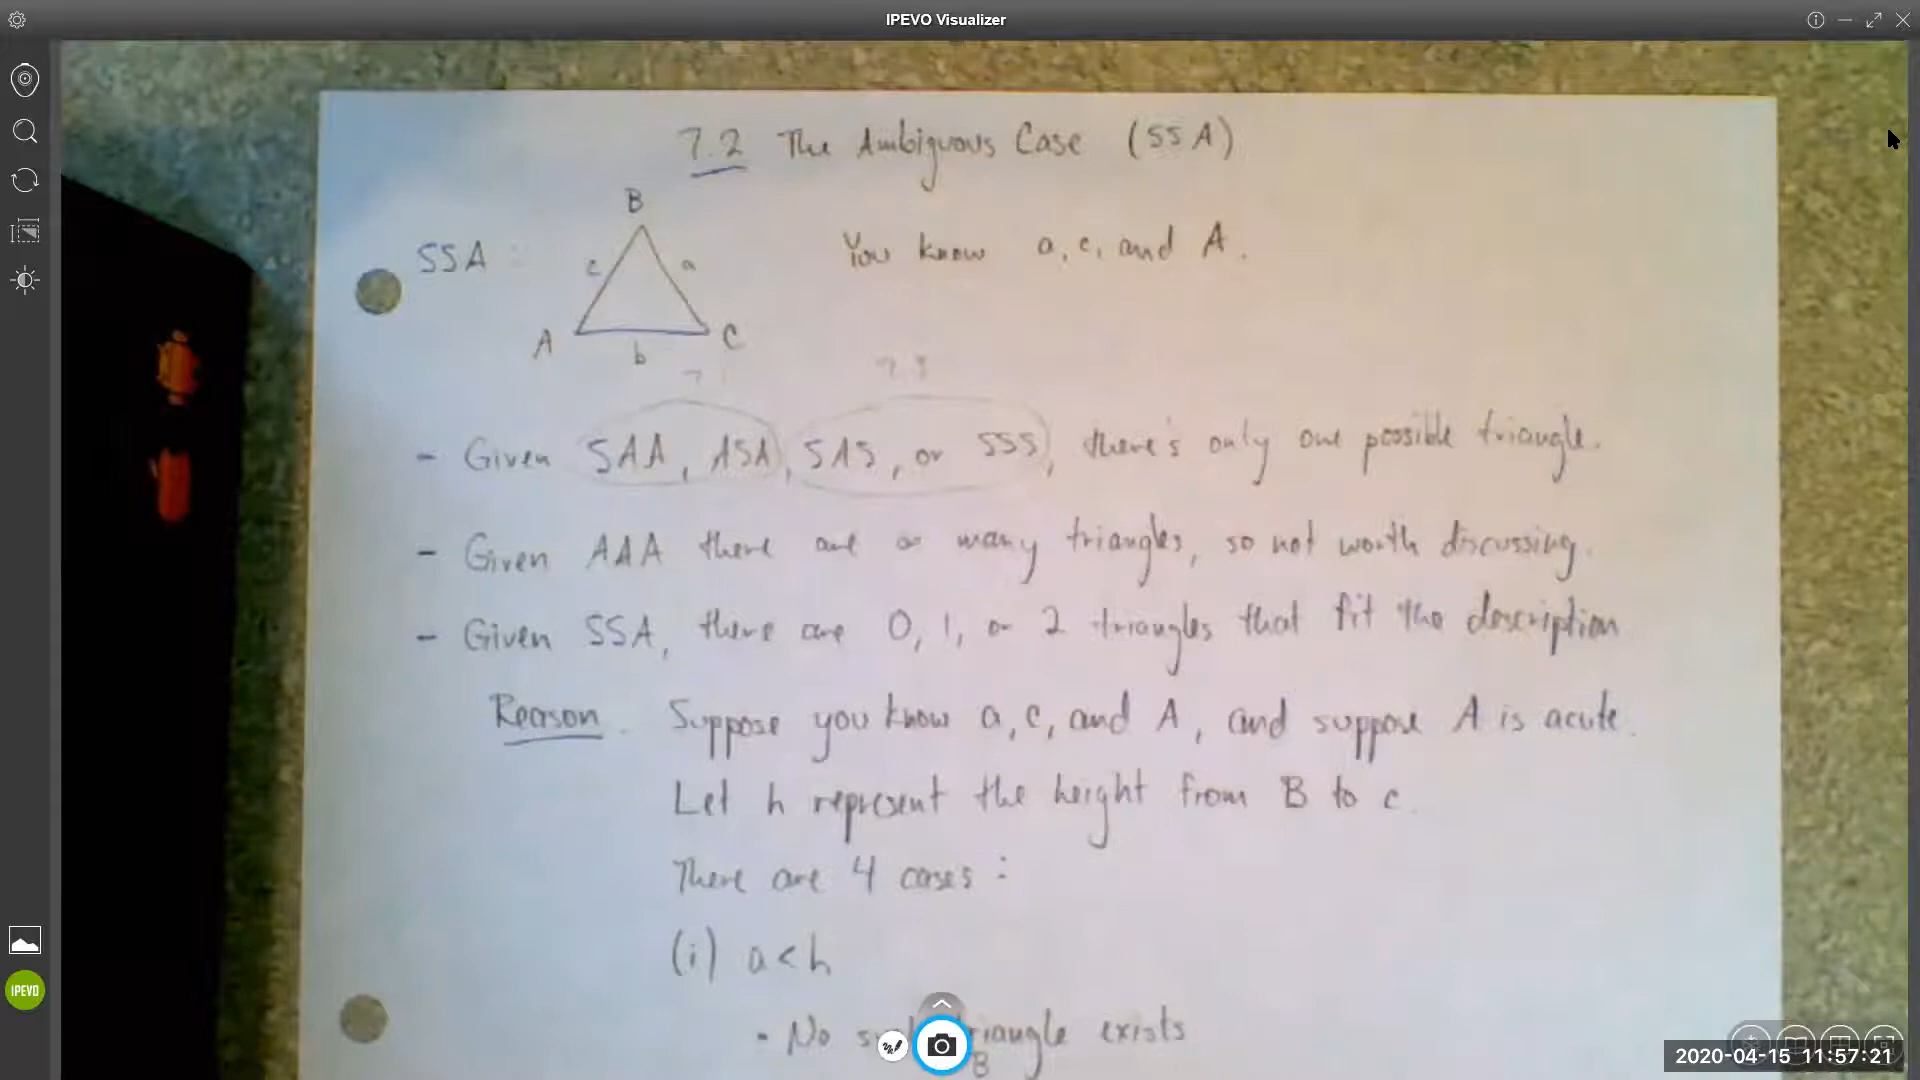 IPEVO Visualizer
7.2 The Ambiguous Case (SSA)
B
SSA :
c
a
You know a, c, and A.
A
C
b
7.3
- Given SAA, ASA, SAS, or SSS, there's only one possible triangle.
- Given AAA there are ∞ many triangles, so not worth discussing.
- Given SSA, there are 0, 1, or 2 triangles that fit the description
Reason. Suppose you know a, c, and A, and suppose A is acute.
Let h represent the height from B to c.
There are 4 cases :
(i) a < h
• No triangle exists
B
IPEVO
2020-04-15 11:57:21